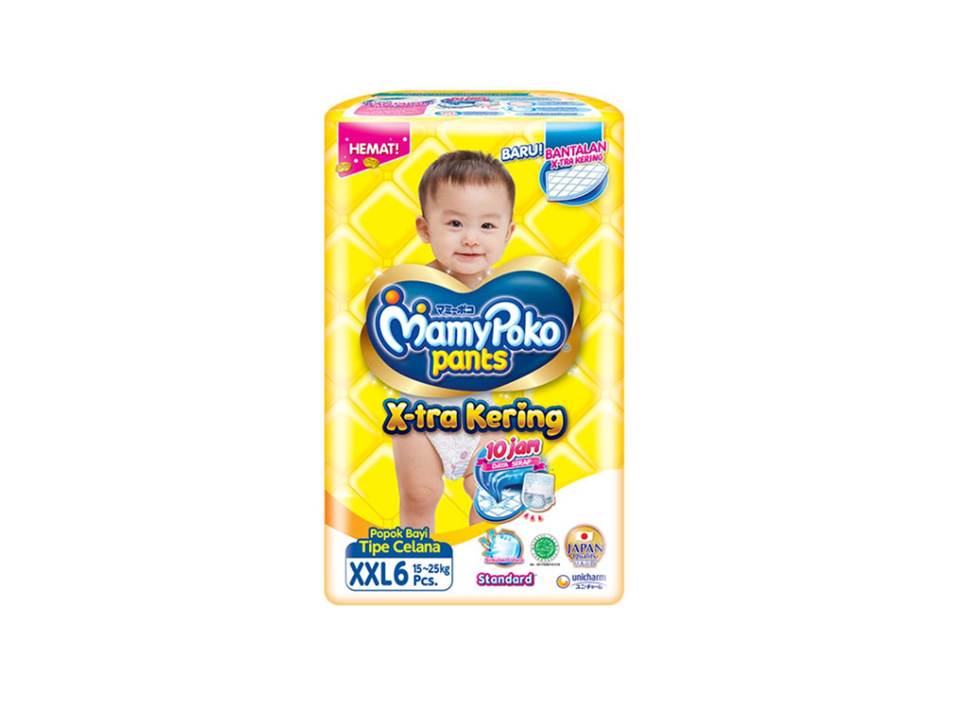 HEMAT!
BARU! BANTALAN
X-TRA KERING
マミーポコ
MamyPoko
pants
X-tra Kering
10 jam
DAYA SERAP
Popok Bayi
Tipe Celana
XXL6 15~25kg
Pcs.
Standard
JAPAN
Quality
unicharm
ユニ・チャーム